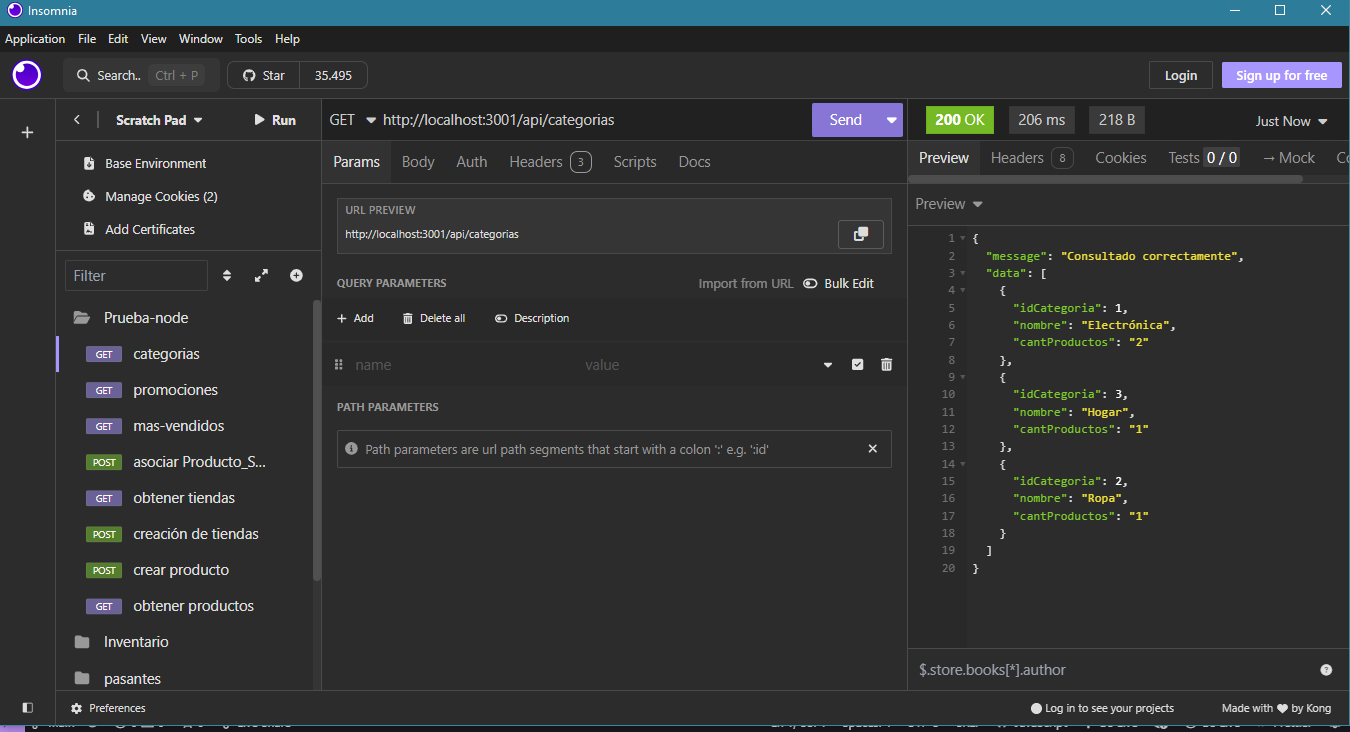 Insomnia
Application File Edit View Window Tools Help
Search.. Ctrl + P Star 35.495 Login Sign up for free
Scratch Pad Run
Base Environment
Manage Cookies (2)
Add Certificates
Filter
Prueba-node
GET categorias
GET promociones
GET mas-vendidos
POST asociar Producto_S...
GET obtener tiendas
POST creación de tiendas
POST crear producto
GET obtener productos
Inventario
pasantes
GET http://localhost:3001/api/categorias Send
Params Body Auth Headers 3 Scripts Docs
URL PREVIEW
http://localhost:3001/api/categorias
QUERY PARAMETERS Import from URL Bulk Edit
+ Add Delete all Description
name value
PATH PARAMETERS
Path parameters are url path segments that start with a colon ':' e.g. ':id'
200 OK 206 ms 218 B Just Now
Preview Headers 8 Cookies Tests 0 / 0 → Mock Co
Preview
1 {
2 "message": "Consultado correctamente",
3 "data": [
4 {
5 "idCategoria": 1,
6 "nombre": "Electrónica",
7 "cantProductos": "2"
8 },
9 {
10 "idCategoria": 3,
11 "nombre": "Hogar",
12 "cantProductos": "1"
13 },
14 {
15 "idCategoria": 2,
16 "nombre": "Ropa",
17 "cantProductos": "1"
18 }
19 ]
20 }
$.store.books[*].author
Preferences Log in to see your projects Made with ❤ by Kong